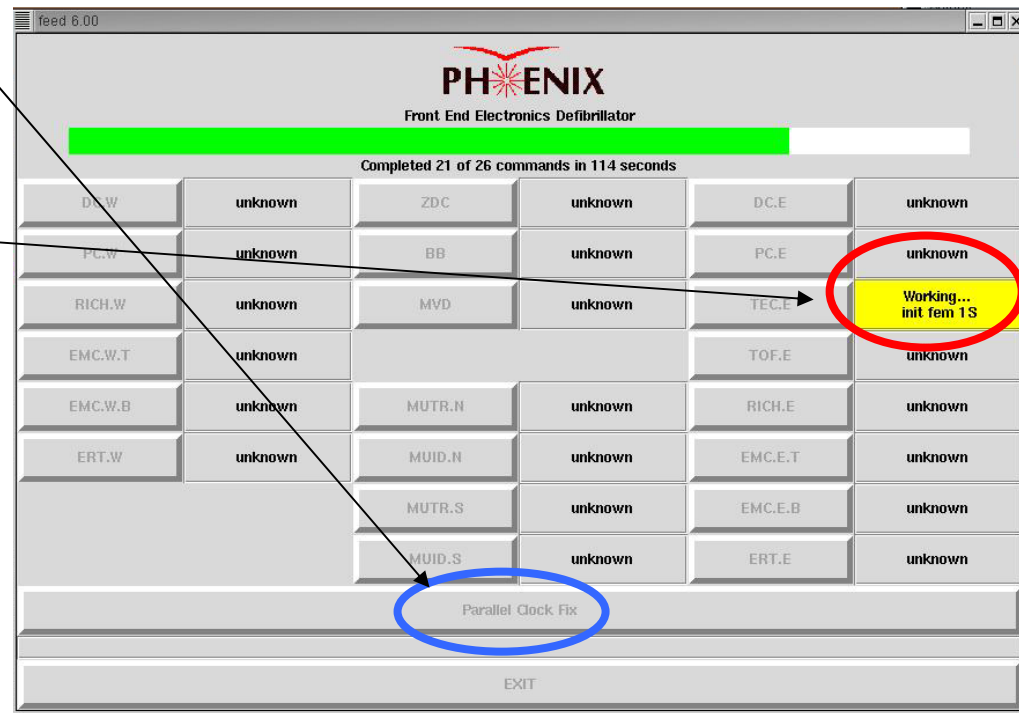 feed 6.00
PHENIX
Front End Electronics Defibrillator
Completed 21 of 26 commands in 114 seconds
DC.W unknown ZDC unknown DC.E unknown
PC.W unknown BB unknown PC.E unknown
RICH.W unknown MVD unknown TEC.E Working...
init fem 1S
EMC.W.T unknown TOF.E unknown
EMC.W.B unknown MUTR.N unknown RICH.E unknown
ERT.W unknown MUID.N unknown EMC.E.T unknown
MUTR.S unknown EMC.E.B unknown
MUID.S unknown ERT.E unknown
Parallel Clock Fix
EXIT